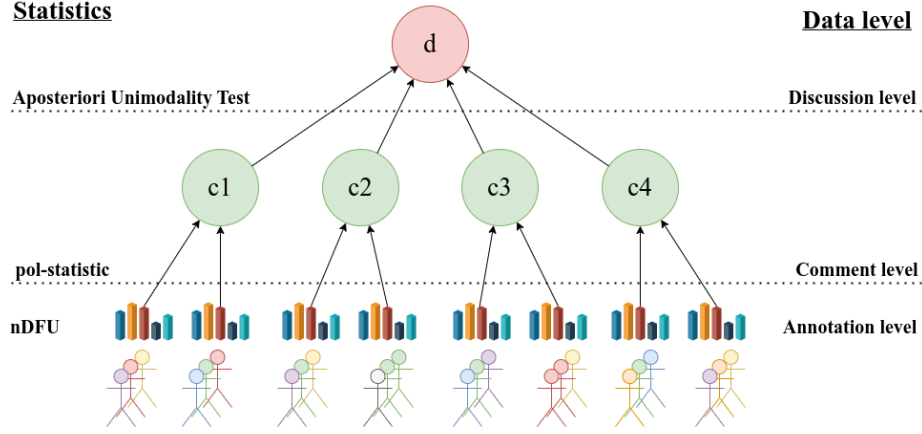 Statistics
Data level
d
Aposteriori Unimodality Test
Discussion level
c1
c2
c3
c4
pol-statistic
Comment level
nDFU
Annotation level